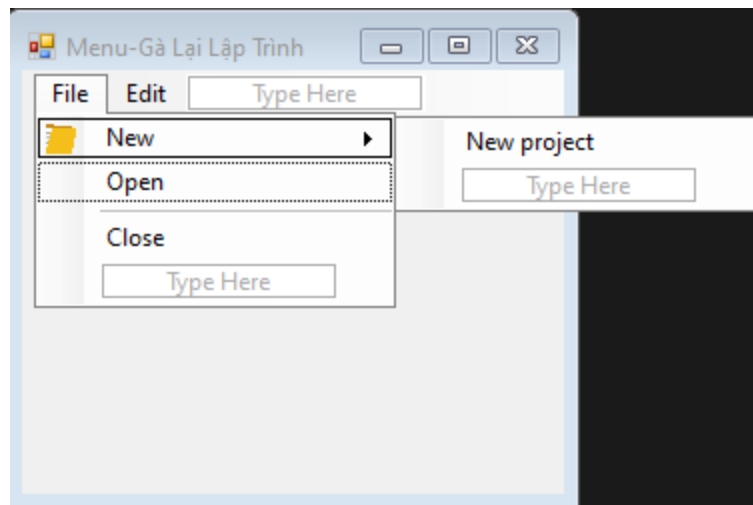 Menu-Gà Lại Lập Trình
File Edit Type Here
New New project
Open Type Here
Close
Type Here